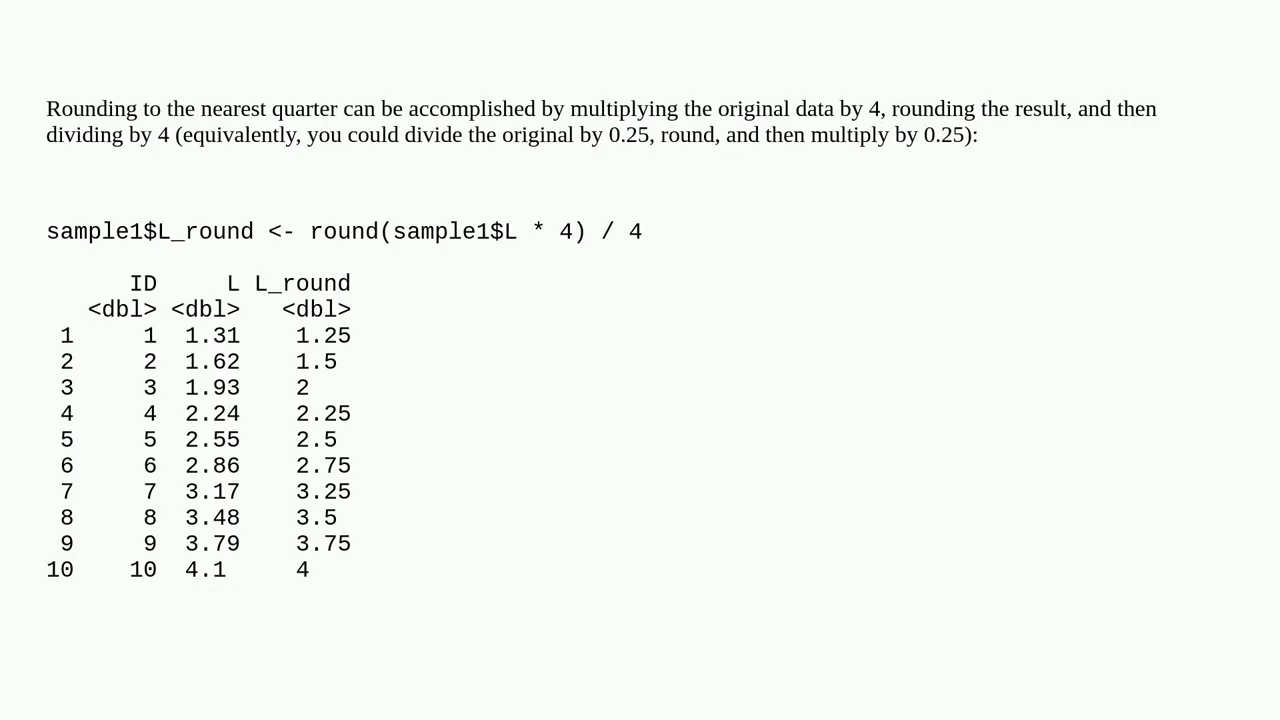 Rounding to the nearest quarter can be accomplished by multiplying the original data by 4, rounding the result, and then
dividing by 4 (equivalently, you could divide the original by 0.25, round, and then multiply by 0.25):
sample1$L_round <- round(sample1$L * 4) / 4
      ID     L L_round
   <dbl> <dbl>   <dbl>
 1     1  1.31    1.25
 2     2  1.62    1.5
 3     3  1.93    2
 4     4  2.24    2.25
 5     5  2.55    2.5
 6     6  2.86    2.75
 7     7  3.17    3.25
 8     8  3.48    3.5
 9     9  3.79    3.75
10    10  4.1     4